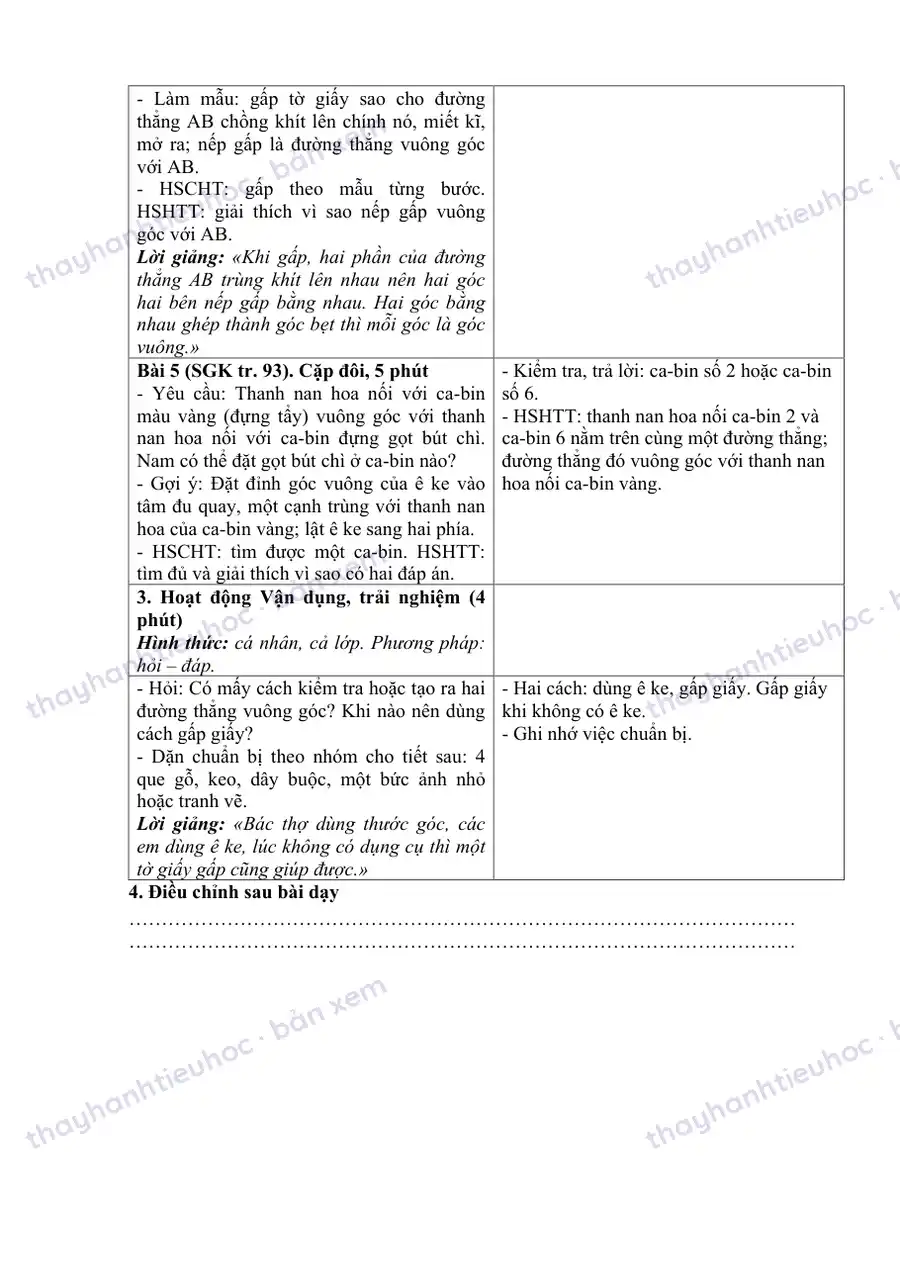 - Làm mẫu: gấp tờ giấy sao cho đường
thẳng AB chồng khít lên chính nó, miết kĩ,
mở ra; nếp gấp là đường thẳng vuông góc
với AB.
- HSCHT: gấp theo mẫu từng bước.
HSHTT: giải thích vì sao nếp gấp vuông
góc với AB.
Lời giảng: «Khi gấp, hai phần của đường
thẳng AB trùng khít lên nhau nên hai góc
hai bên nếp gấp bằng nhau. Hai góc bằng
nhau ghép thành góc bẹt thì mỗi góc là góc
vuông.»
Bài 5 (SGK tr. 93). Cặp đôi, 5 phút
- Yêu cầu: Thanh nan hoa nối với ca-bin
màu vàng (đựng tẩy) vuông góc với thanh
nan hoa nối với ca-bin đựng gọt bút chì.
Nam có thể đặt gọt bút chì ở ca-bin nào?
- Gợi ý: Đặt đỉnh góc vuông của ê ke vào
tâm đu quay, một cạnh trùng với thanh nan
hoa của ca-bin vàng; lật ê ke sang hai phía.
- HSCHT: tìm được một ca-bin. HSHTT:
tìm đủ và giải thích vì sao có hai đáp án.
- Kiểm tra, trả lời: ca-bin số 2 hoặc ca-bin
số 6.
- HSHTT: thanh nan hoa nối ca-bin 2 và
ca-bin 6 nằm trên cùng một đường thẳng;
đường thẳng đó vuông góc với thanh nan
hoa nối ca-bin vàng.
3. Hoạt động Vận dụng, trải nghiệm (4
phút)
Hình thức: cá nhân, cả lớp. Phương pháp:
hỏi – đáp.
- Hỏi: Có mấy cách kiểm tra hoặc tạo ra hai
đường thẳng vuông góc? Khi nào nên dùng
cách gấp giấy?
- Dặn chuẩn bị theo nhóm cho tiết sau: 4
que gỗ, keo, dây buộc, một bức ảnh nhỏ
hoặc tranh vẽ.
Lời giảng: «Bác thợ dùng thước góc, các
em dùng ê ke, lúc không có dụng cụ thì một
tờ giấy gấp cũng giúp được.»
- Hai cách: dùng ê ke, gấp giấy. Gấp giấy
khi không có ê ke.
- Ghi nhớ việc chuẩn bị.
4. Điều chỉnh sau bài dạy
…………………………………………………………………………………………
…………………………………………………………………………………………
thayhanhtieuhoc · bản xem
thayhanhtieuhoc · b
thayhanhtieuhoc · bản xem
thayhanhtieuhoc · b
thayhanhtieuhoc · bản xem
thayhanhtieuhoc · b